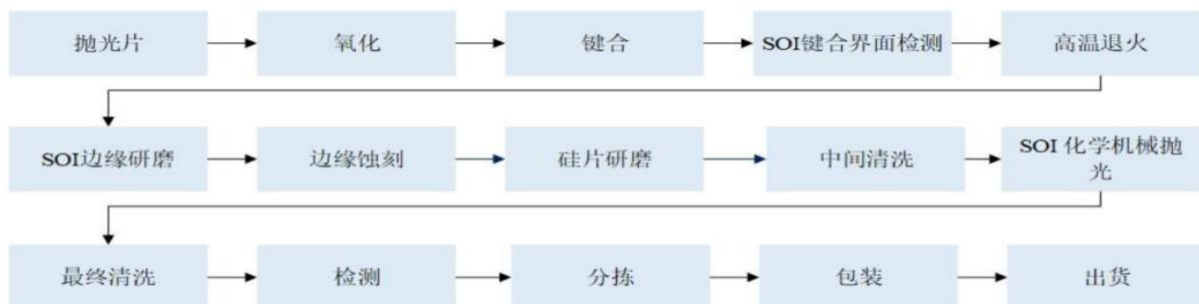 抛光片
氧化
键合
SOI键合界面检测
高温退火
SOI边缘研磨
边缘蚀刻
硅片研磨
中间清洗
SOI 化学机械抛
光
最终清洗
检测
分拣
包装
出货